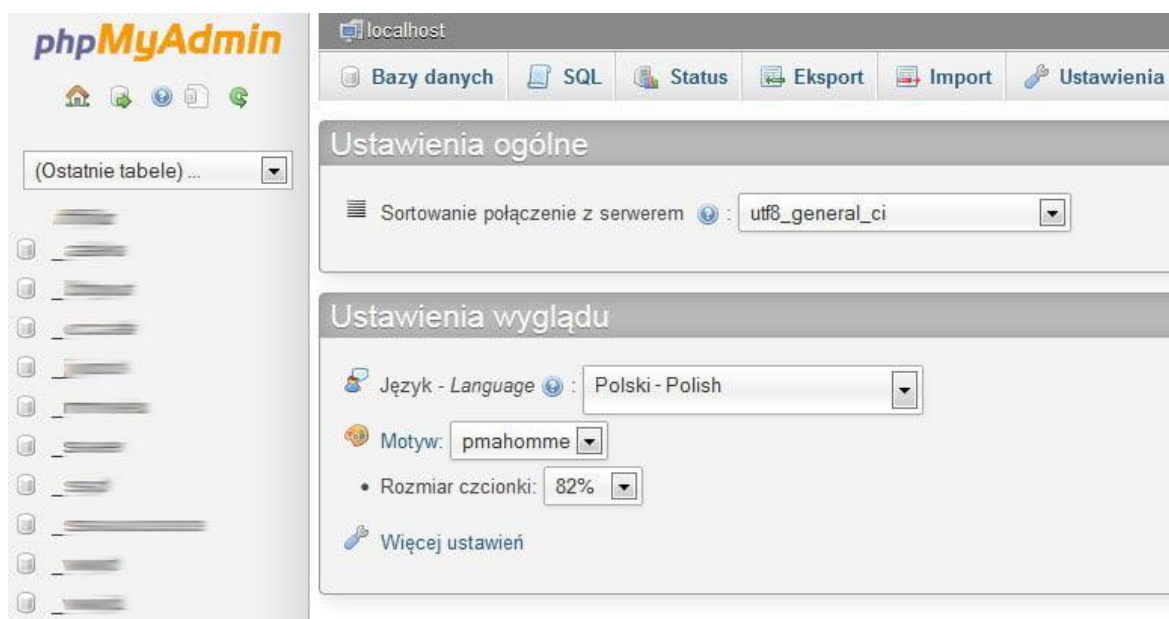 phpMyAdmin
(Ostatnie tabele) ...
localhost
Bazy danych SQL Status Eksport Import Ustawienia
Ustawienia ogólne
Sortowanie połączenie z serwerem : utf8_general_ci
Ustawienia wyglądu
Język - Language : Polski - Polish
Motyw: pmahomme
• Rozmiar czcionki: 82%
Więcej ustawień